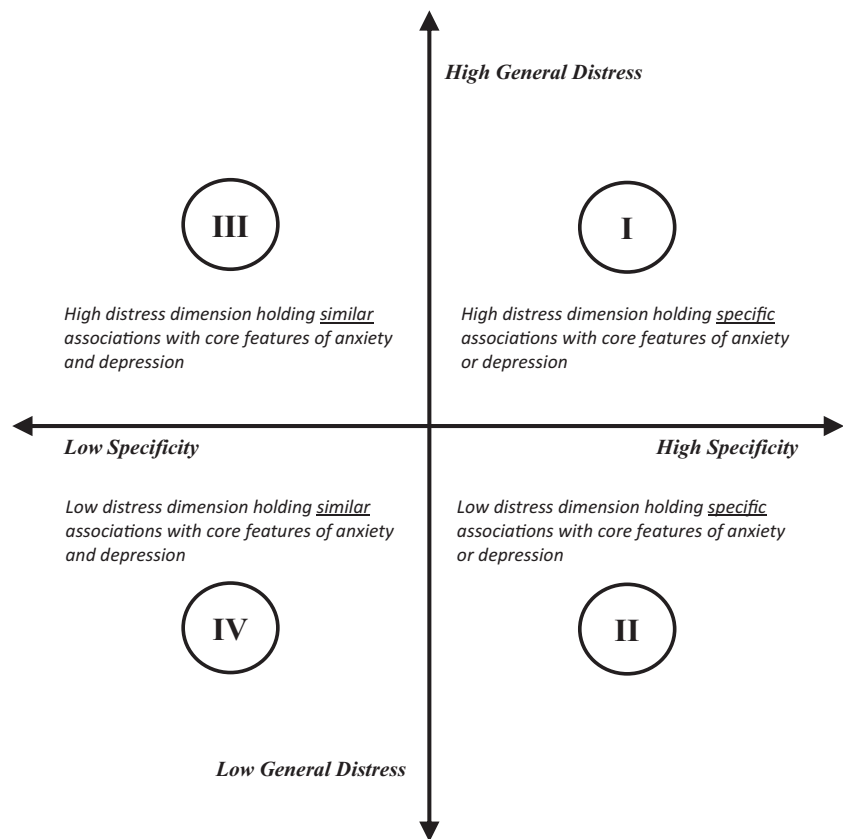 High General Distress
III
I
High distress dimension holding similar
associations with core features of anxiety
and depression
High distress dimension holding specific
associations with core features of anxiety
or depression
Low Specificity
High Specificity
Low distress dimension holding similar
associations with core features of anxiety
and depression
Low distress dimension holding specific
associations with core features of anxiety
or depression
IV
II
Low General Distress